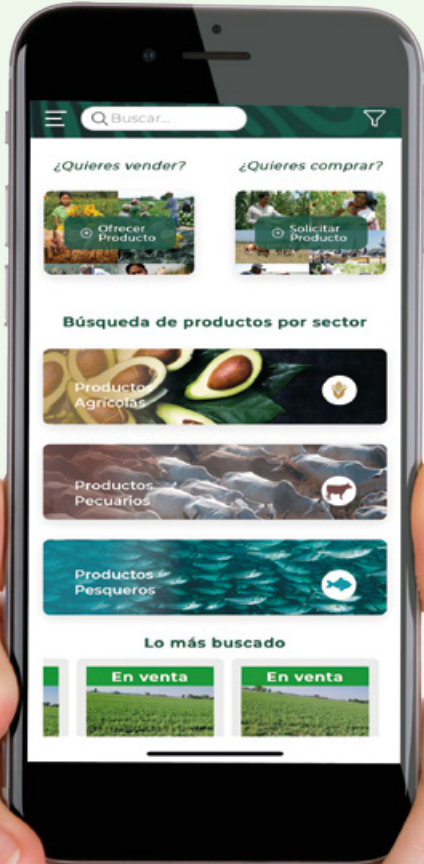 Buscar...
¿Quieres vender?
¿Quieres comprar?
Ofrecer
Producto
Solicitar
Producto
Búsqueda de productos por sector
Productos
Agrícolas
Productos
Pecuarios
Productos
Pesqueros
Lo más buscado
En venta
En venta